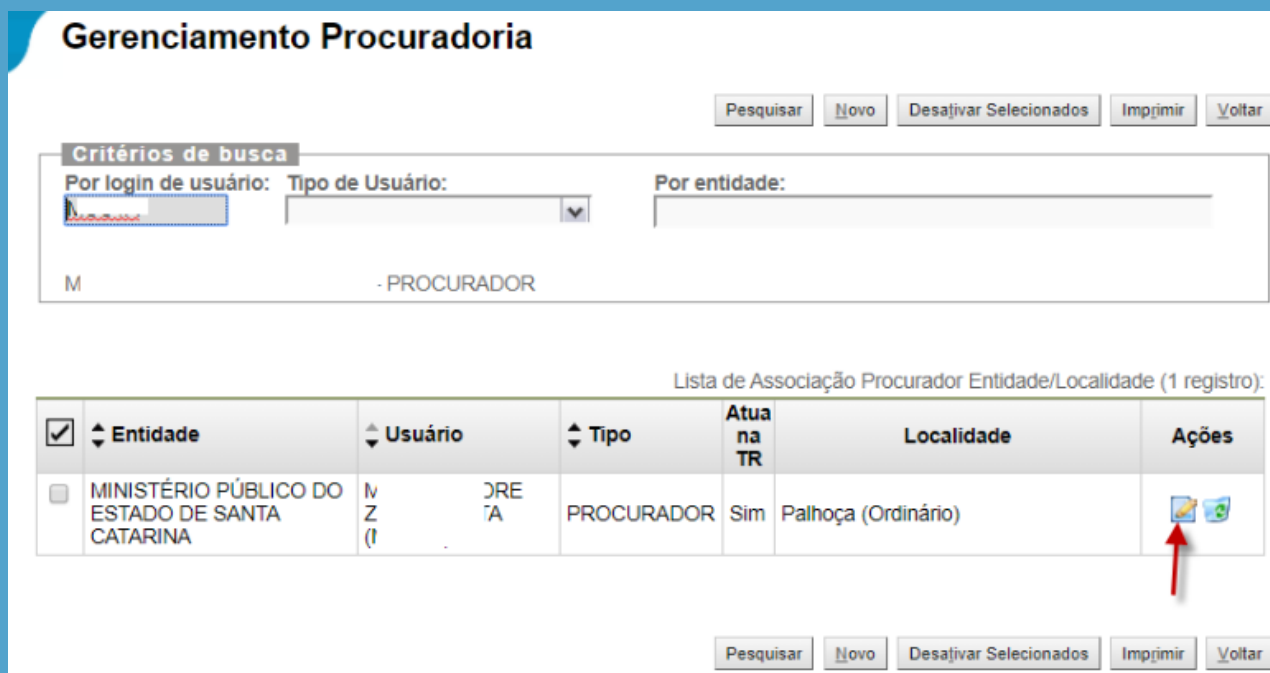 Gerenciamento Procuradoria
Pesquisar Novo Desativar Selecionados Imprimir Voltar
Critérios de busca
Por login de usuário: Tipo de Usuário: Por entidade:
M - PROCURADOR
Lista de Associação Procurador Entidade/Localidade (1 registro):
Entidade Usuário Tipo Atua na TR Localidade Ações
MINISTÉRIO PÚBLICO DO
ESTADO DE SANTA
CATARINA
PROCURADOR Sim Palhoça (Ordinário)
Pesquisar Novo Desativar Selecionados Imprimir Voltar